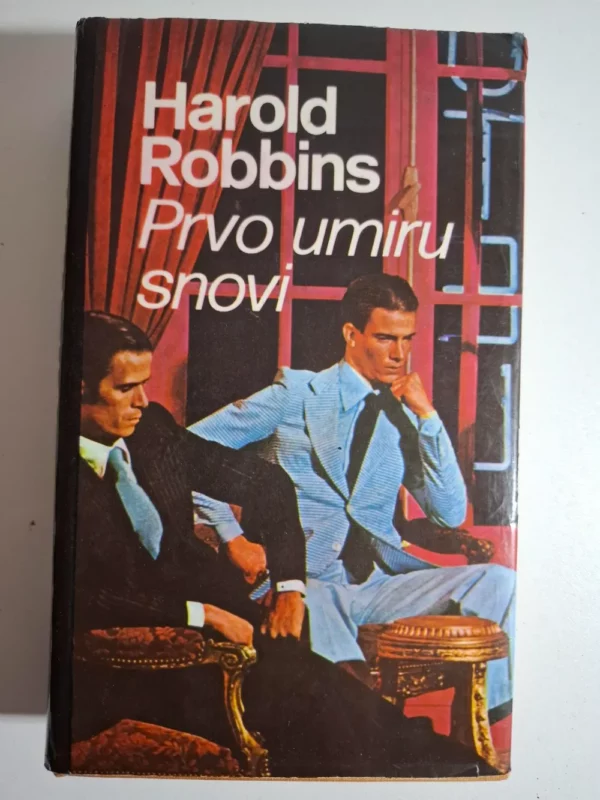 Harold
Robbins
Prvo umiru
snovi